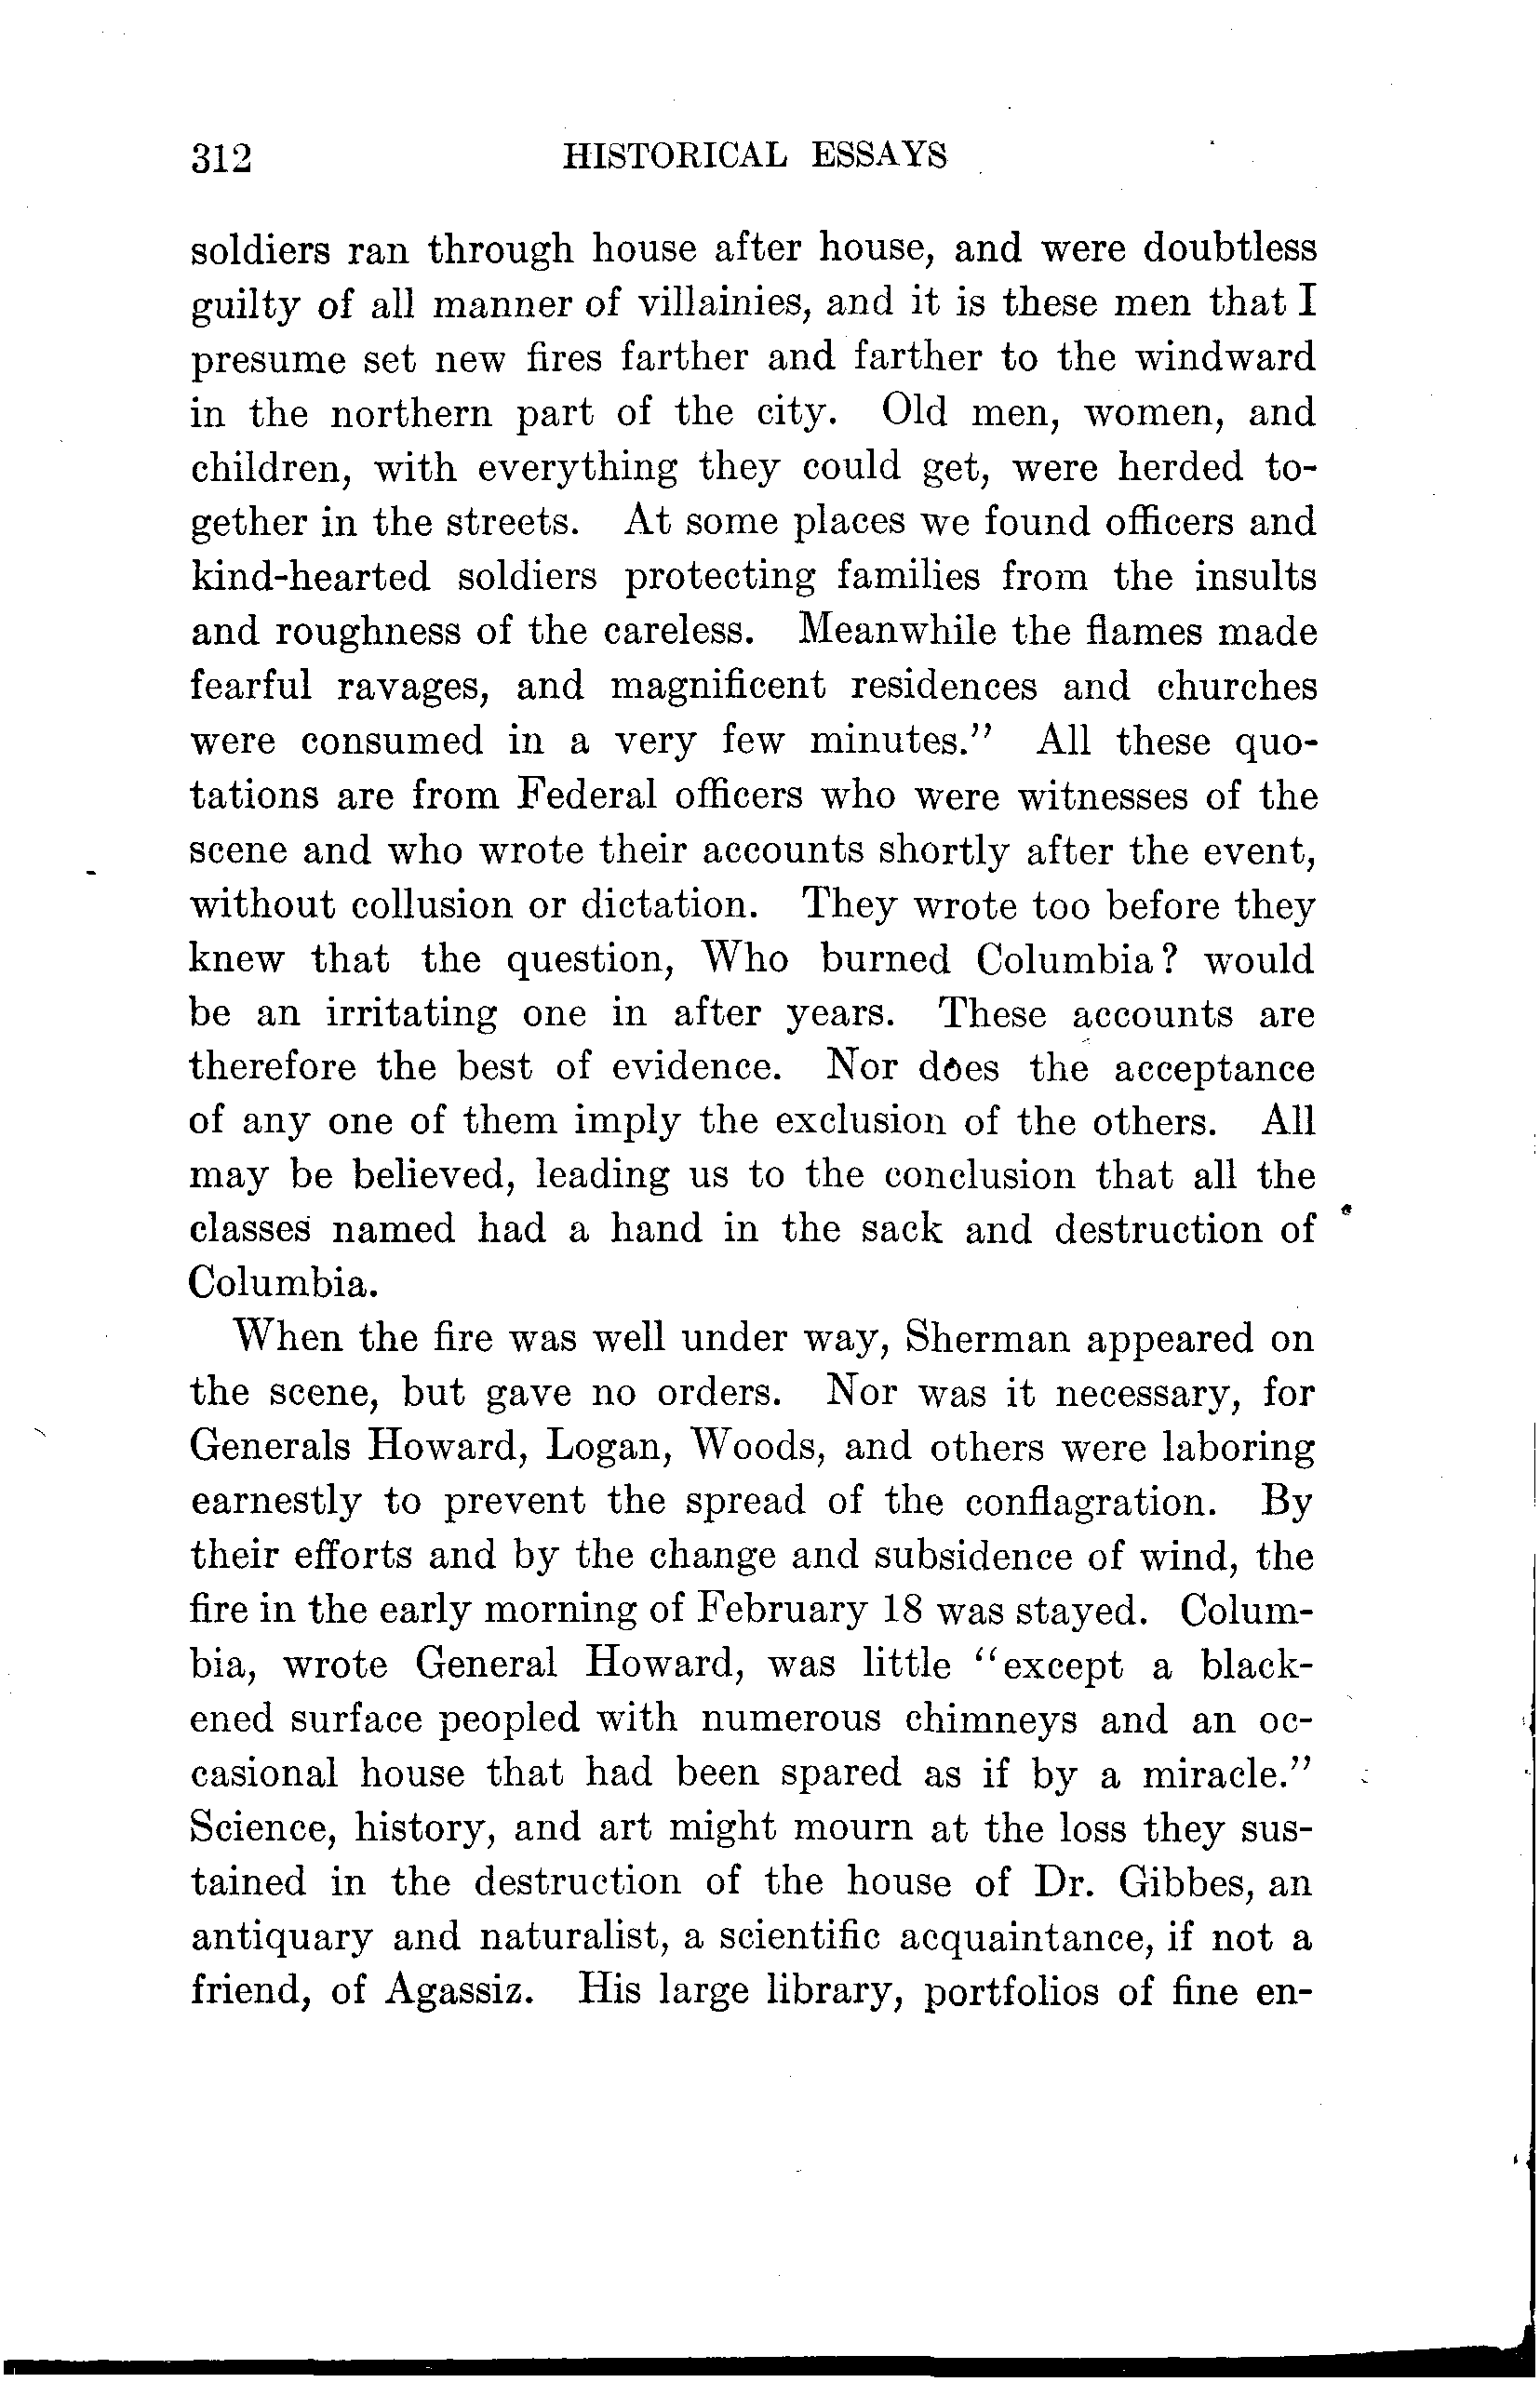 312 HISTORICAL ESSAYS
soldiers ran through house after house, and were doubtless
guilty of all manner of villainies, and it is these men that I
presume set new fires farther and farther to the windward
in the northern part of the city. Old men, women, and
children, with everything they could get, were herded to-
gether in the streets. At some places we found officers and
kind-hearted soldiers protecting families from the insults
and roughness of the careless. Meanwhile the flames made
fearful ravages, and magnificent residences and churches
were consumed in a very few minutes.” All these quo-
tations are from Federal officers who were witnesses of the
scene and who wrote their accounts shortly after the event,
without collusion or dictation. They wrote too before they
knew that the question, Who burned Columbia? would
be an irritating one in after years. These accounts are
therefore the best of evidence. Nor does the acceptance
of any one of them imply the exclusion of the others. All
may be believed, leading us to the conclusion that all the
classes named had a hand in the sack and destruction of
Columbia.
When the fire was well under way, Sherman appeared on
the scene, but gave no orders. Nor was it necessary, for
Generals Howard, Logan, Woods, and others were laboring
earnestly to prevent the spread of the conflagration. By
their efforts and by the change and subsidence of wind, the
fire in the early morning of February 18 was stayed. Colum-
bia, wrote General Howard, was little “except a black-
ened surface peopled with numerous chimneys and an oc-
casional house that had been spared as if by a miracle.”
Science, history, and art might mourn at the loss they sus-
tained in the destruction of the house of Dr. Gibbes, an
antiquary and naturalist, a scientific acquaintance, if not a
friend, of Agassiz. His large library, portfolios of fine en-